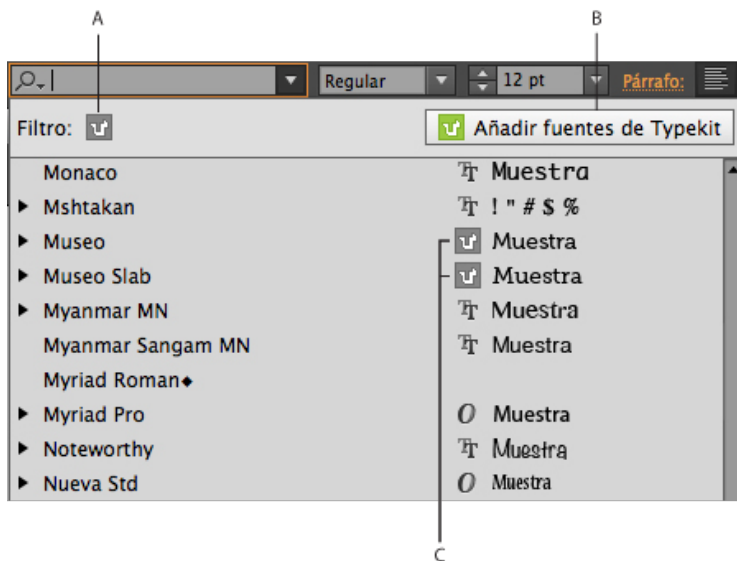 A B
Regular 12 pt Párrafo:
Filtro: Añadir fuentes de Typekit
Monaco Muestra
Mshtakan ! " # $ %
Museo Muestra
Museo Slab Muestra
Myanmar MN Muestra
Myanmar Sangam MN Muestra
Myriad Roman
Myriad Pro Muestra
Noteworthy Muestra
Nueva Std Muestra
C